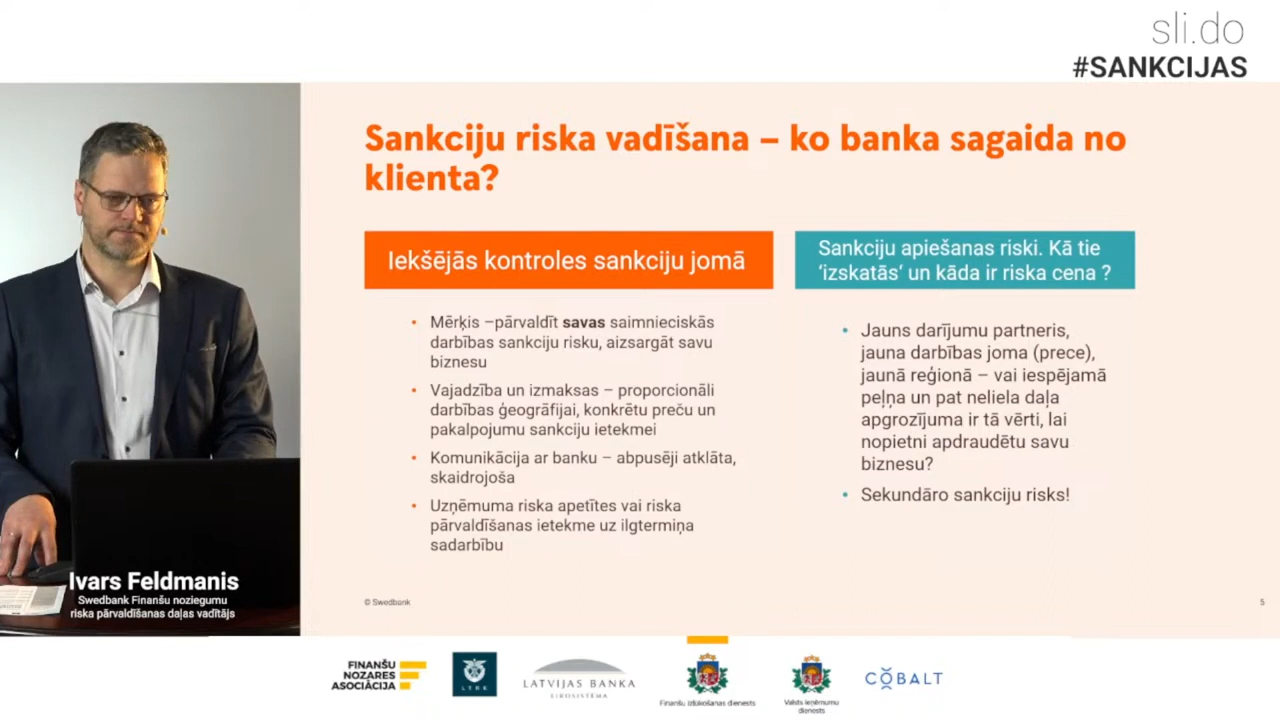 sli.do
#SANKCIJAS
Sankciju riska vadīšana – ko banka sagaida no
klienta?
Iekšējās kontroles sankciju jomā
• Mērķis –pārvaldīt savas saimnieciskās
darbības sankciju risku, aizsargāt savu
biznesu
• Vajadzība un izmaksas – proporcionāli
darbības ģeogrāfijai, konkrētu preču un
pakalpojumu sankciju ietekmei
• Komunikācija ar banku – abpusēji atklāta,
skaidrojoša
• Uzņēmuma riska apetītes vai riska
pārvaldīšanas ietekme uz ilgtermiņa
sadarbību
Sankciju apiešanas riski. Kā tie
‘izskatās‘ un kāda ir riska cena ?
• Jauns darījumu partneris,
jauna darbības joma (prece),
jaunā reģionā – vai iespējamā
peļņa un pat neliela daļa
apgrozījuma ir tā vērti, lai
nopietni apdraudētu savu
biznesu?
• Sekundāro sankciju risks!
© Swedbank
5
Ivars Feldmanis
Swedbank Finanšu noziegumu
riska pārvaldīšanas daļas vadītājs
FINANŠU
NOZARES
ASOCIĀCIJA
LTRK
LATVIJAS BANKA
EIROSISTĒMA
Finanšu izlūkošanas dienests
Valsts ieņēmumu
dienests
COBALT